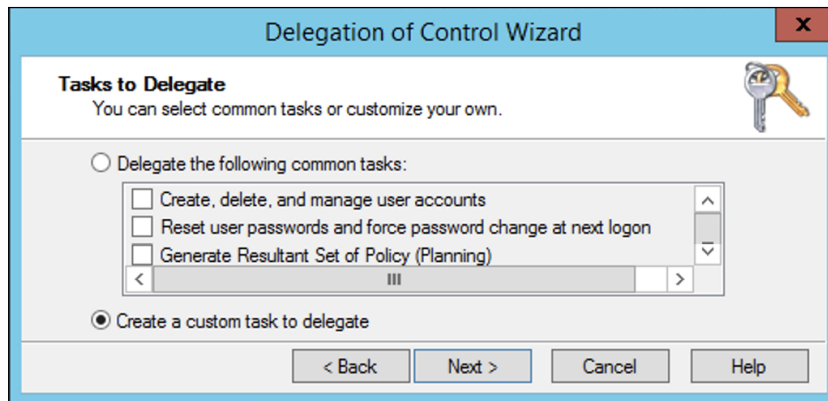 Delegation of Control Wizard
x
Tasks to Delegate
You can select common tasks or customize your own.
Delegate the following common tasks:
Create, delete, and manage user accounts
Reset user passwords and force password change at next logon
Generate Resultant Set of Policy (Planning)
Create a custom task to delegate
< Back Next > Cancel Help